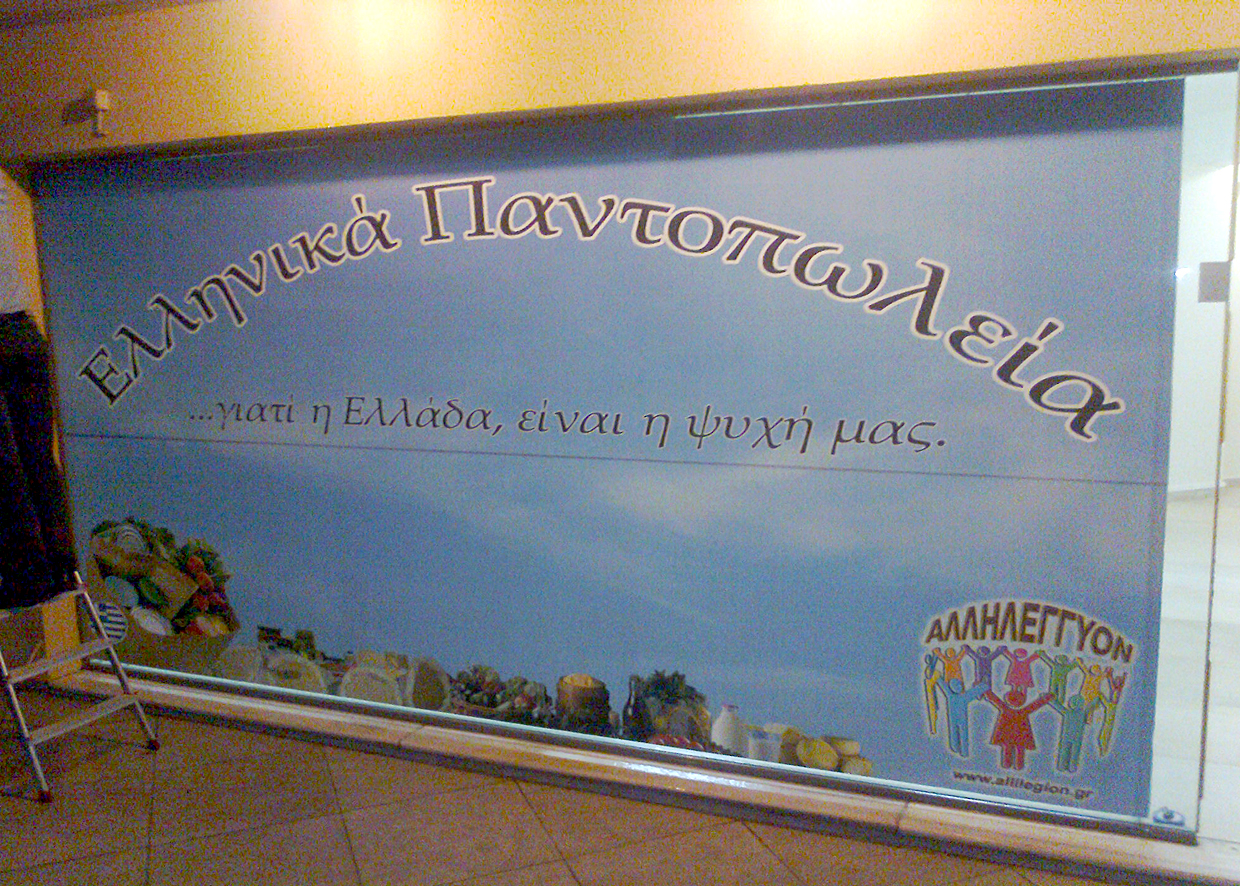 Ελληνικά Παντοπωλεία
...γιατί η Ελλάδα, είναι η ψυχή μας.
ΑΛΛΗΛΕΓΓΥΟΝ
www.allilegion.gr